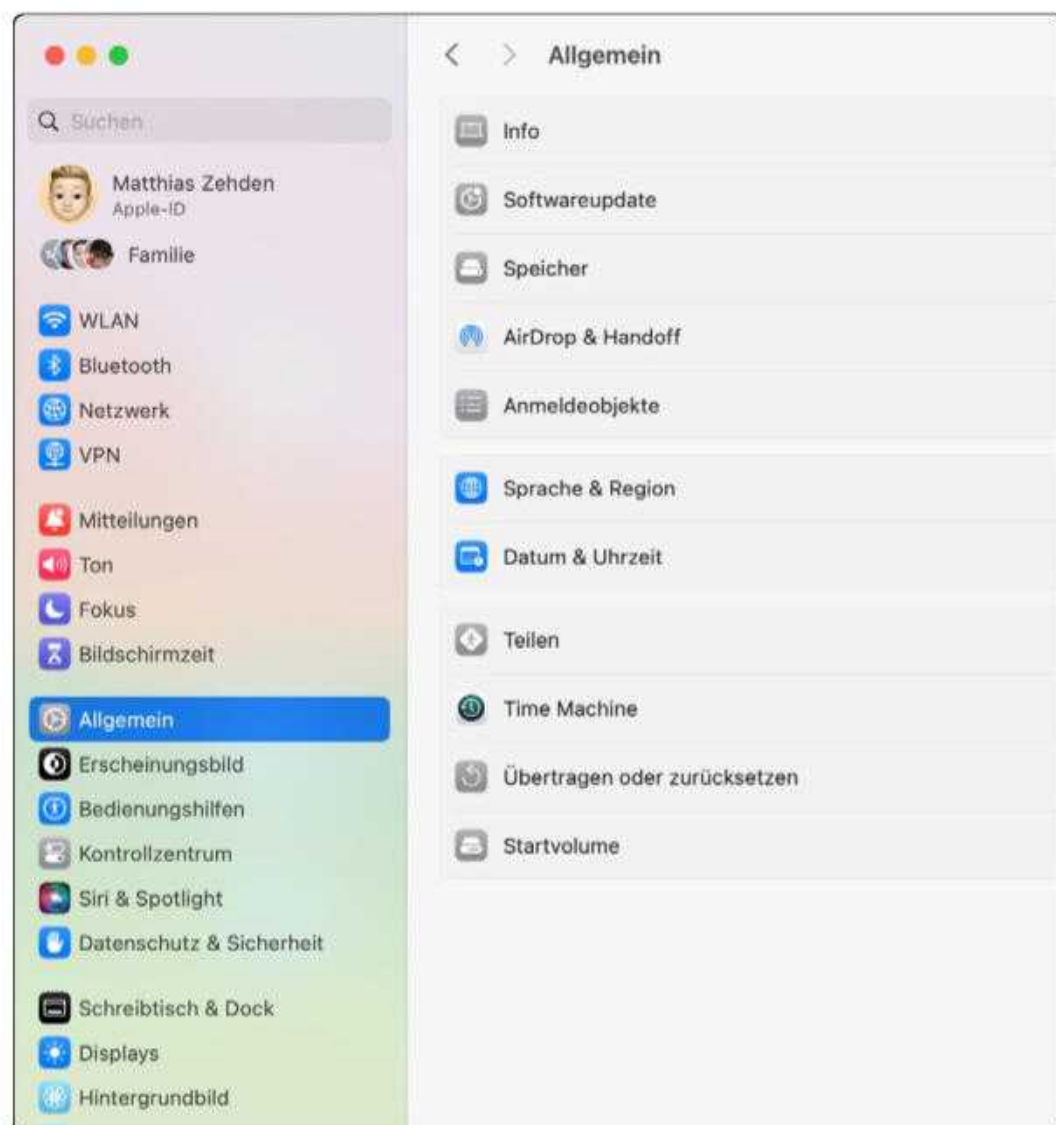 Suchen
Matthias Zehden
Apple-ID
Familie
WLAN
Bluetooth
Netzwerk
VPN
Mitteilungen
Ton
Fokus
Bildschirmzeit
Allgemein
Erscheinungsbild
Bedienungshilfen
Kontrollzentrum
Siri & Spotlight
Datenschutz & Sicherheit
Schreibtisch & Dock
Displays
Hintergrundbild
Allgemein
Info
Softwareupdate
Speicher
AirDrop & Handoff
Anmeldeobjekte
Sprache & Region
Datum & Uhrzeit
Teilen
Time Machine
Übertragen oder zurücksetzen
Startvolume